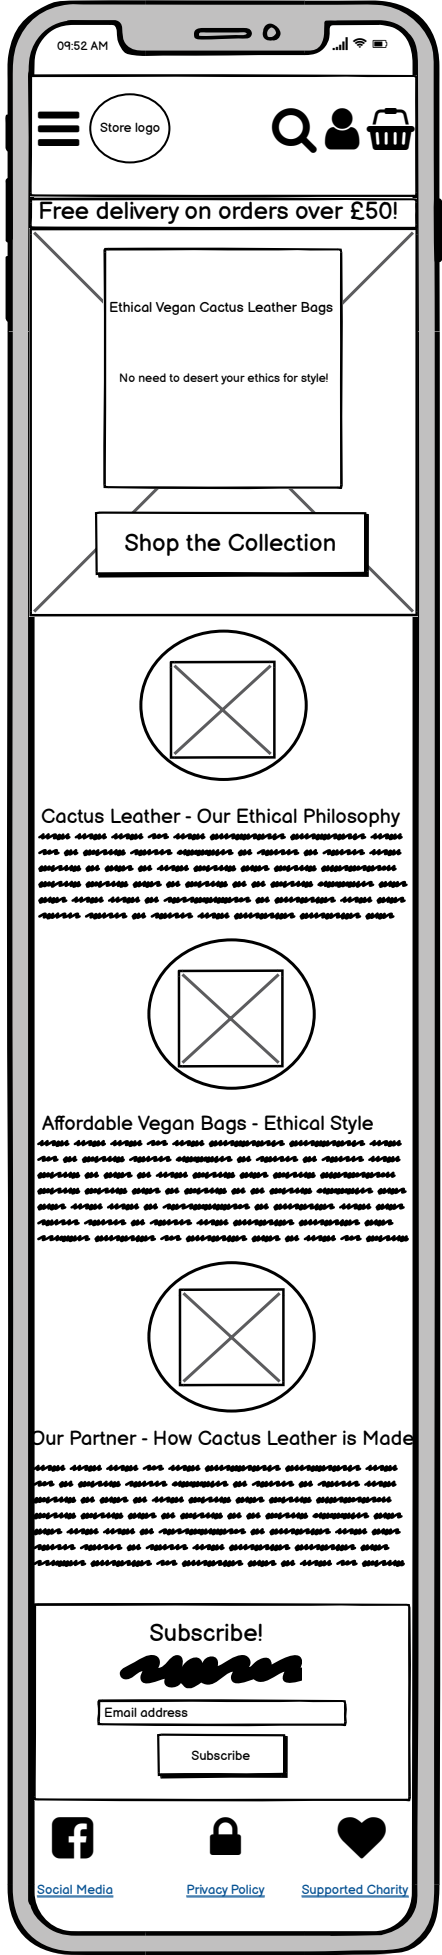 09:52 AM
Store logo
Free delivery on orders over £50!
Ethical Vegan Cactus Leather Bags
No need to desert your ethics for style!
Shop the Collection
Cactus Leather - Our Ethical Philosophy
Affordable Vegan Bags - Ethical Style
Our Partner - How Cactus Leather is Made
Subscribe!
Email address
Subscribe
Social Media
Privacy Policy
Supported Charity